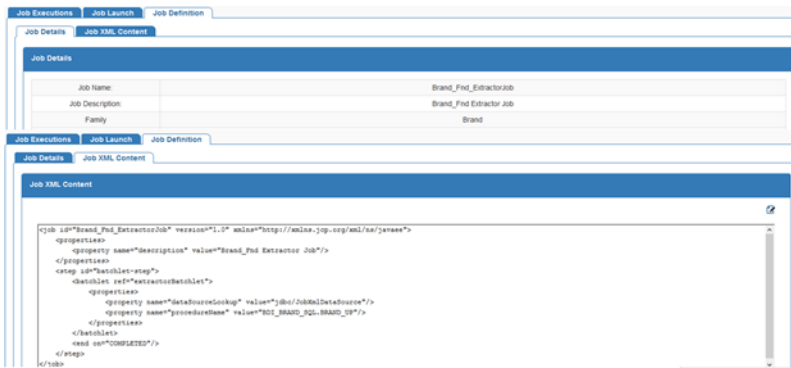 Job Executions Job Launch Job Definition
Job Details Job XML Content
Job Details
Job Name: Brand_Fnd_ExtractorJob
Job Description: Brand_Fnd Extractor Job
Family Brand
Job Executions Job Launch Job Definition
Job Details Job XML Content
Job XML Content
<job id="Brand_Fnd_ExtractorJob" version="1.0" xmlns="http://xmlns.jcp.org/xml/ns/javaee">
<properties>
<property name="description" value="Brand_Fnd Extractor Job"/>
</properties>
<step id="batchlet-step">
<batchlet ref="extractorBatchlet">
<properties>
<property name="dataSourceLookup" value="jdbc/JobXmlDataSource"/>
<property name="procedureName" value="BDI_BRAND_SQL.BRAND_UP"/>
</properties>
</batchlet>
<end on="COMPLETED"/>
</step>
</job>